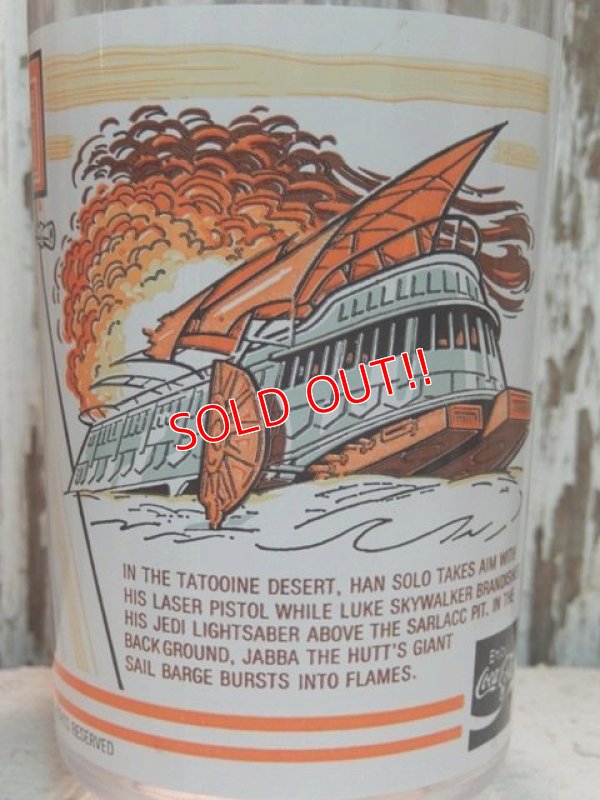 SOLD OUT!!
IN THE TATOOINE DESERT, HAN SOLO TAKES AIM WITH
HIS LASER PISTOL WHILE LUKE SKYWALKER
HIS JEDI LIGHTSABER ABOVE THE SARLACC PIT. IN THE
BACKGROUND, JABBA THE HUTT'S GIANT
SAIL BARGE BURSTS INTO FLAMES.
Coca-
RESERVED